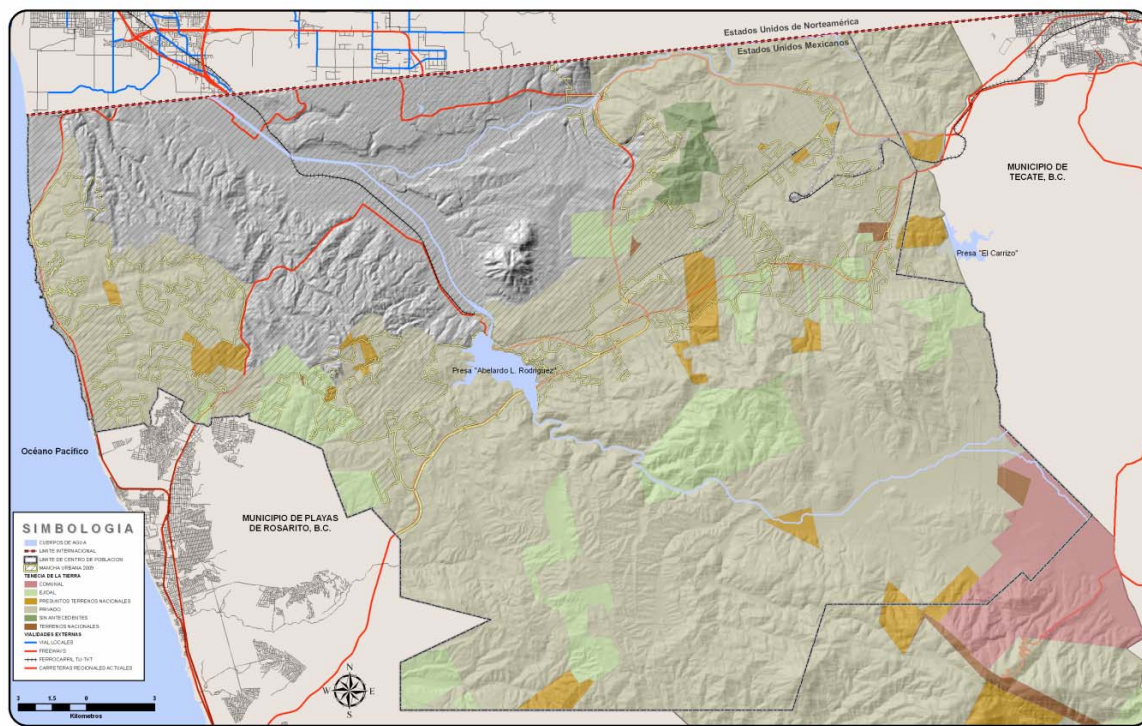 Estados Unidos de Norteamérica
Estados Unidos Mexicanos
MUNICIPIO DE
TECATE, B.C.
Presa "El Carrizo"
Presa "Abelardo L. Rodriguez"
Océano Pacífico
MUNICIPIO DE PLAYAS
DE ROSARITO, B.C.
SIMBOLOGIA
CUERPOS DE AGUA
LIMITE INTERNACIONAL
LIMITE DE CENTRO DE POBLACION
MANCHA URBANA 2005
TENECIA DE LA TIERRA
COMUNAL
EJIDAL
PRESUNTOS TERRENOS NACIONALES
PRIVADO
SIN ANTECEDENTES
TERRENOS NACIONALES
VIALIDADES EXTERNAS
VIAL LOCALES
FREEWAYS
FERROCARRIL TIJ-TKT
CARRETERAS REGIONALES ACTUALES
3 1.5 0 3
Kilometros
N
W E
S